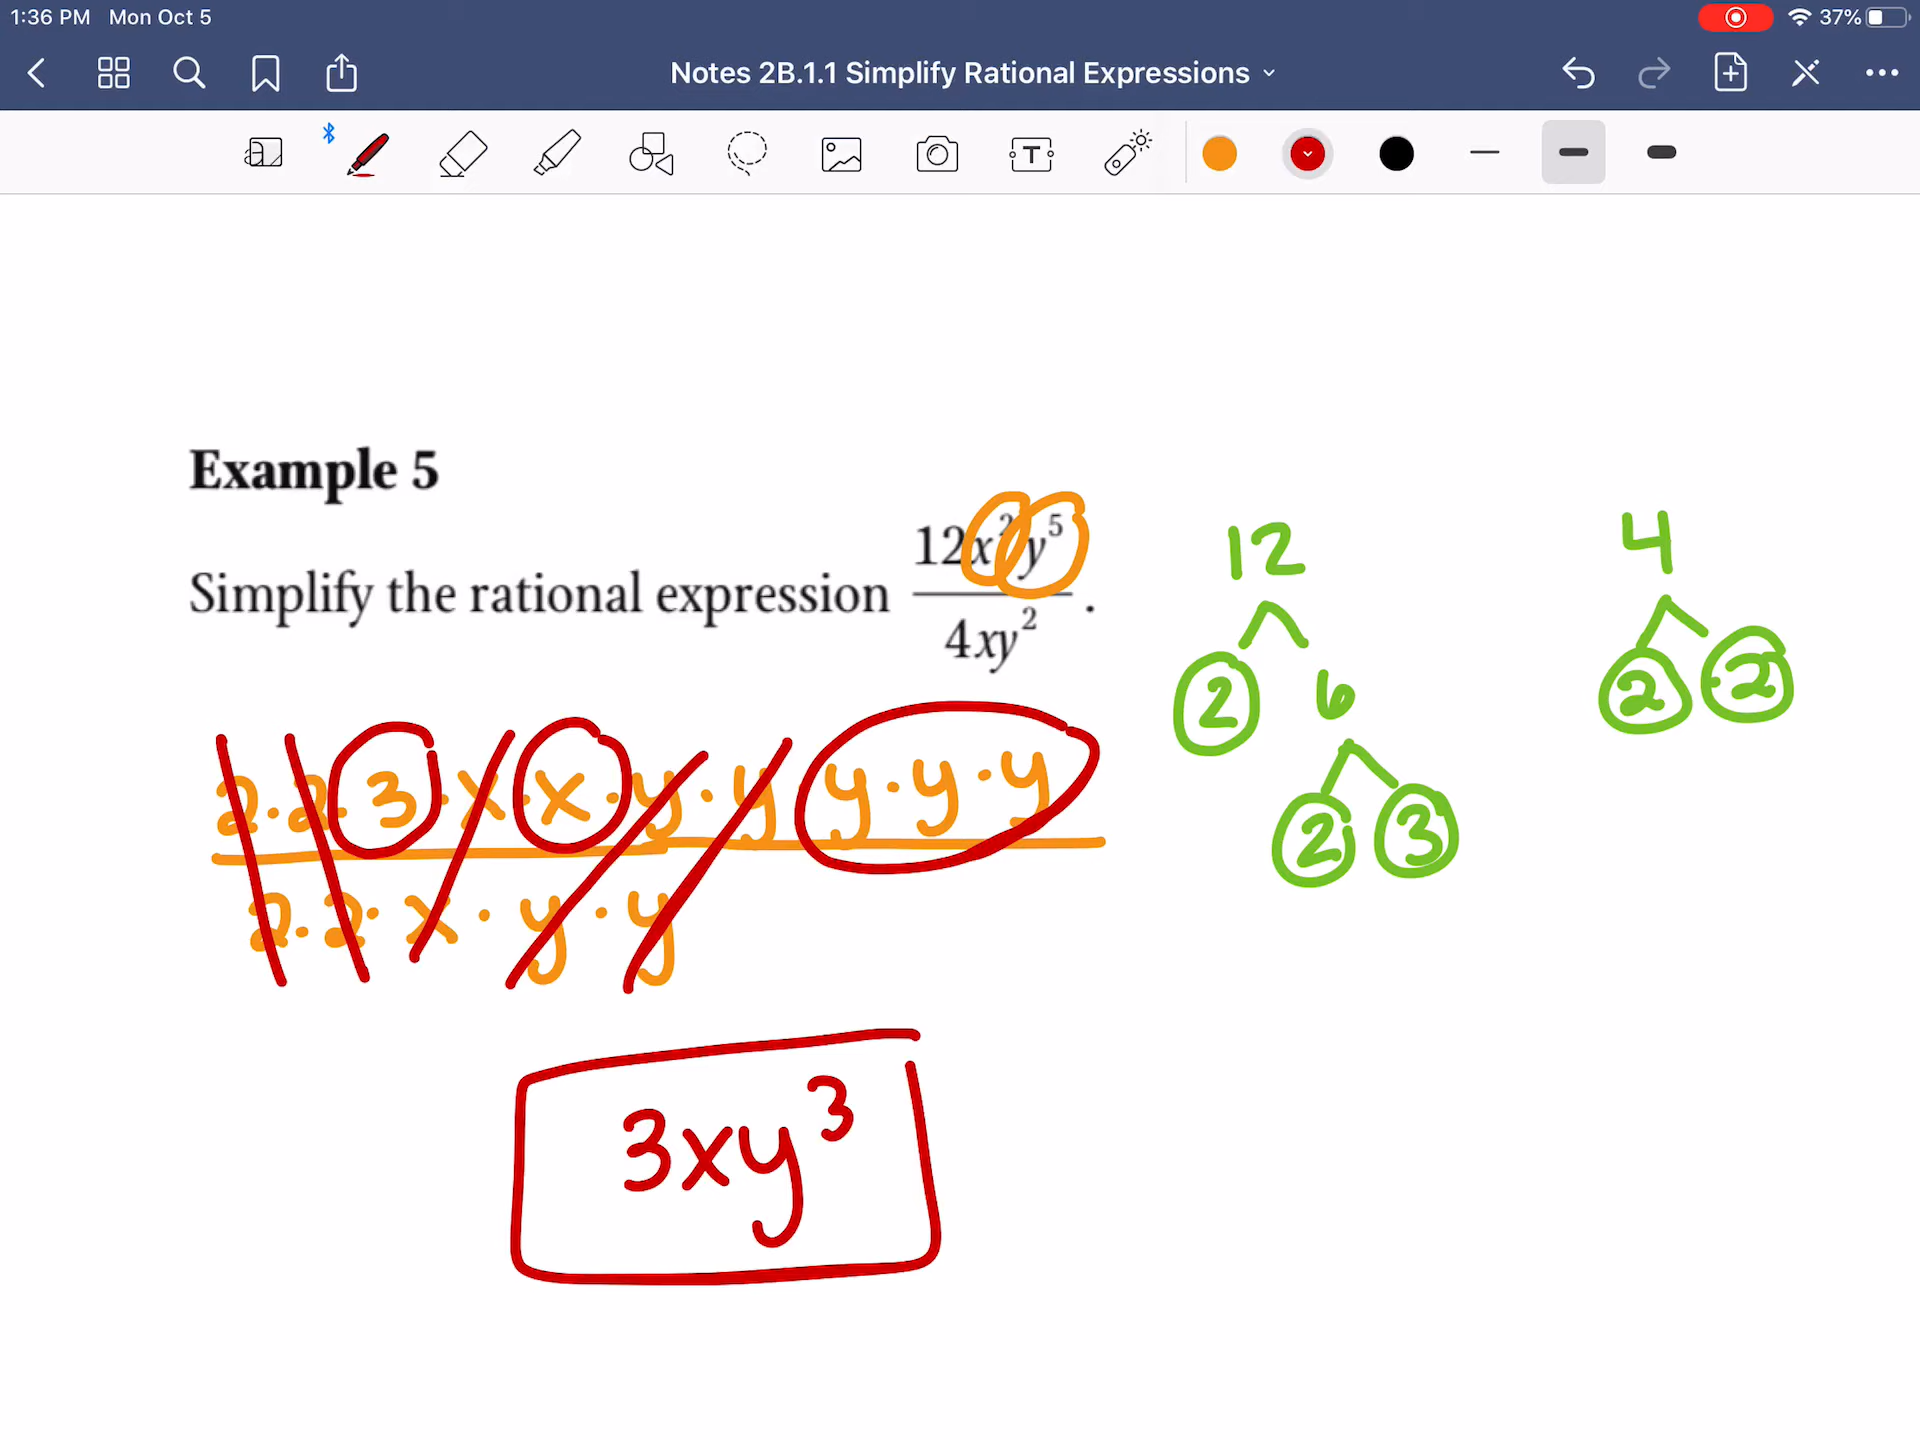 1:36 PM Mon Oct 5
37%
Notes 2B.1.1 Simplify Rational Expressions
a
T
Example 5
Simplify the rational expression 12x²y⁵ / 4xy² .
12
2 6
2 3
4
2 · 2
2 · 2 · 3 · x · x · y · y y · y · y
2 · 2 · x · y · y
3xy³